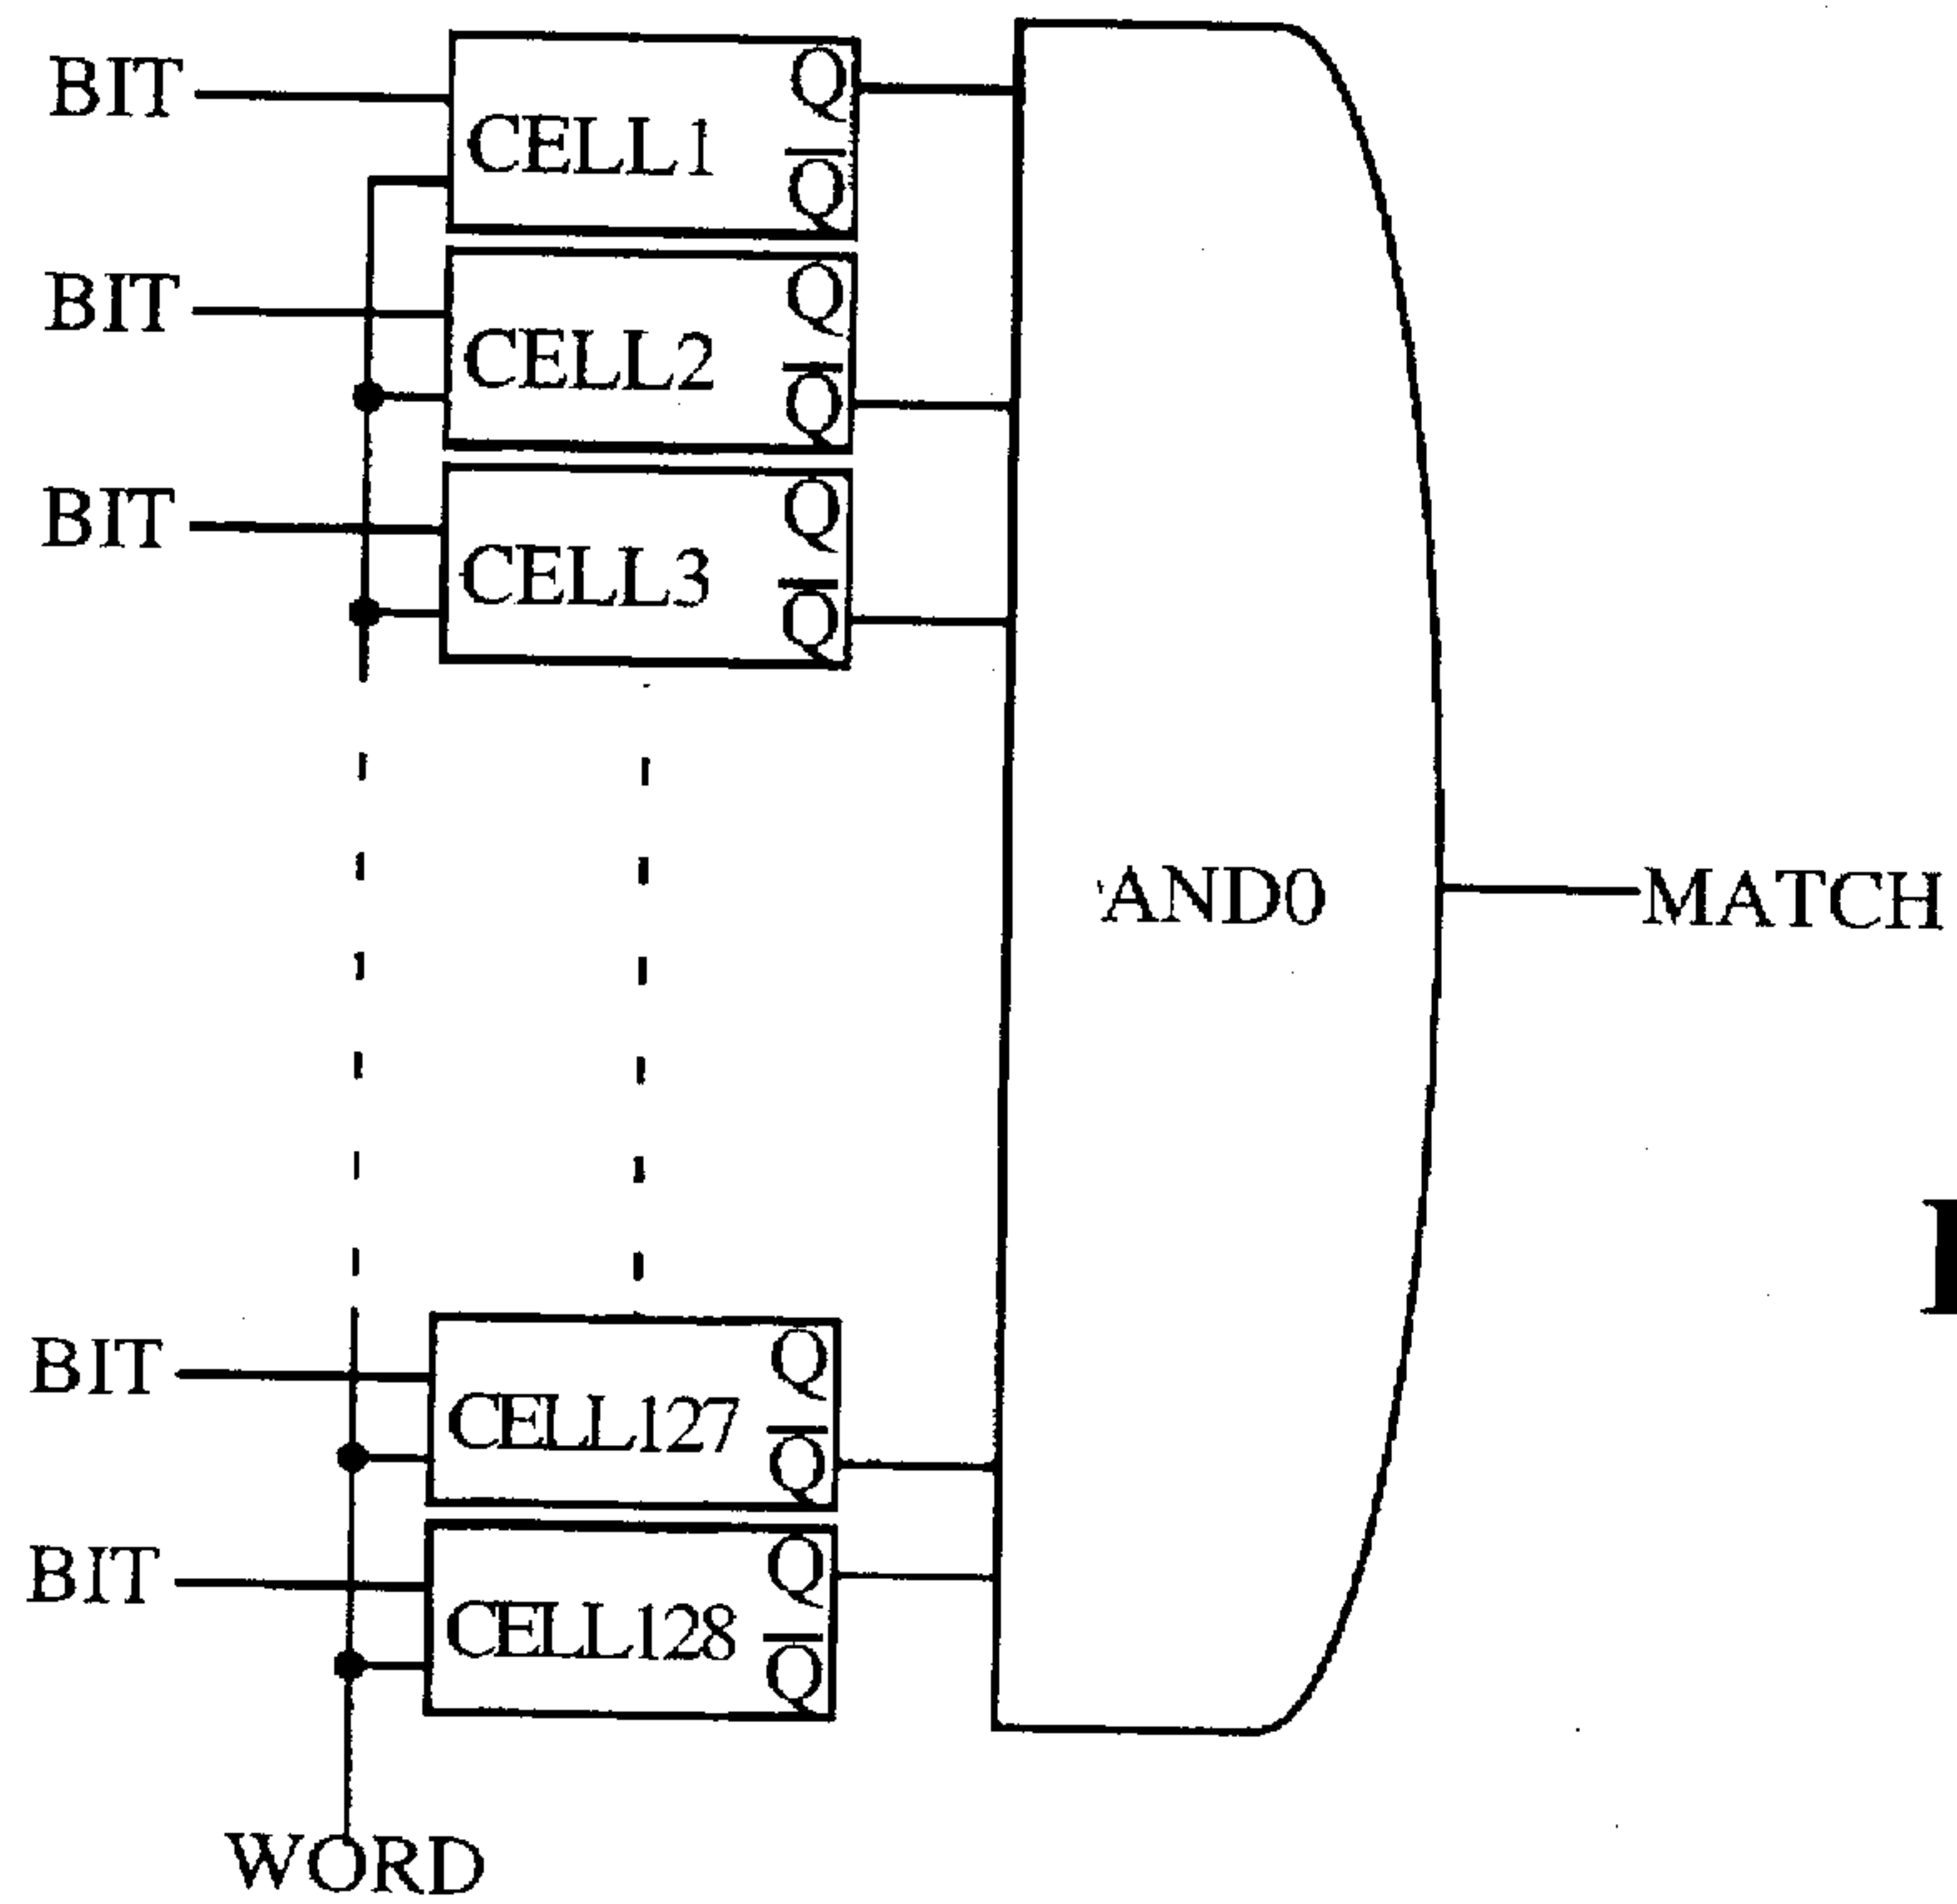 BIT
CELL1
Q
Q̅
BIT
CELL2
Q
Q̅
BIT
CELL3
Q
Q̅
AND0
MATCH
BIT
CELL127
Q
Q̅
BIT
CELL128
Q
Q̅
WORD